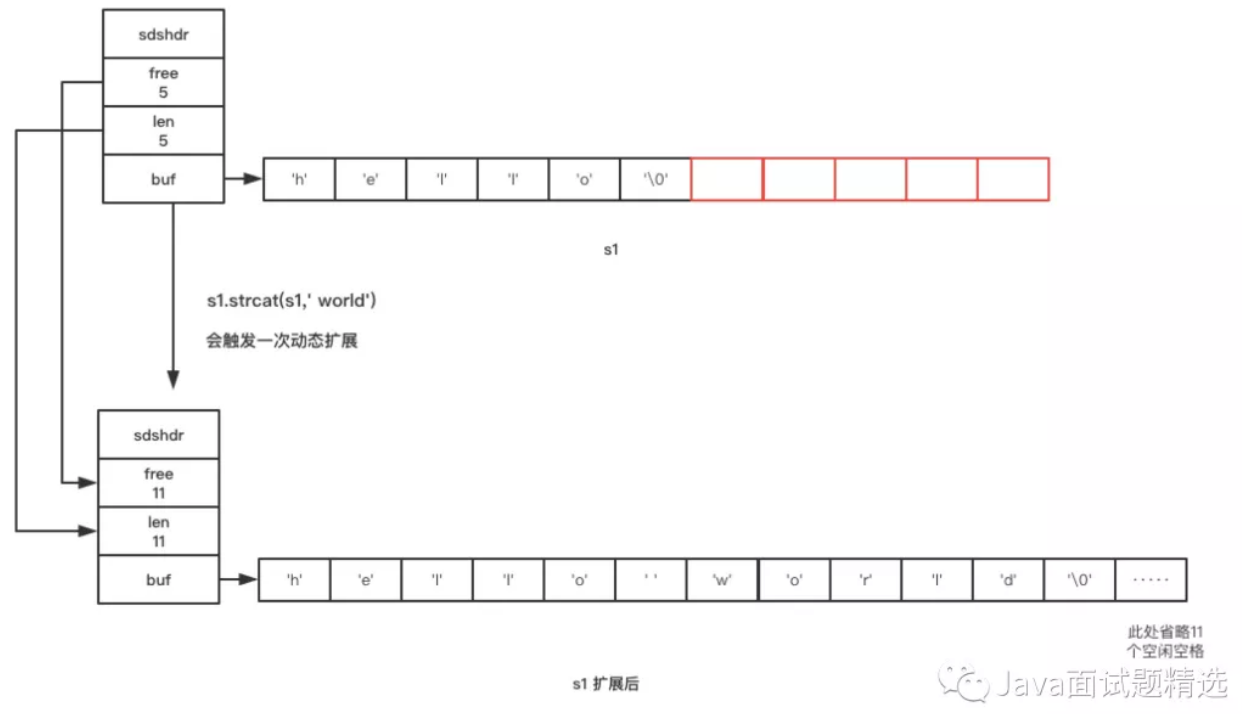 sdshdr
free
5
len
5
buf
'h' 'e' 'l' 'l' 'o' '\0'
s1
s1.strcat(s1,' world')
会触发一次动态扩展
sdshdr
free
11
len
11
buf
'h' 'e' 'l' 'l' 'o' ' ' 'w' 'o' 'r' 'l' 'd' '\0' ·····
此处省略11
个空闲空格
s1 扩展后
Java面试题精选